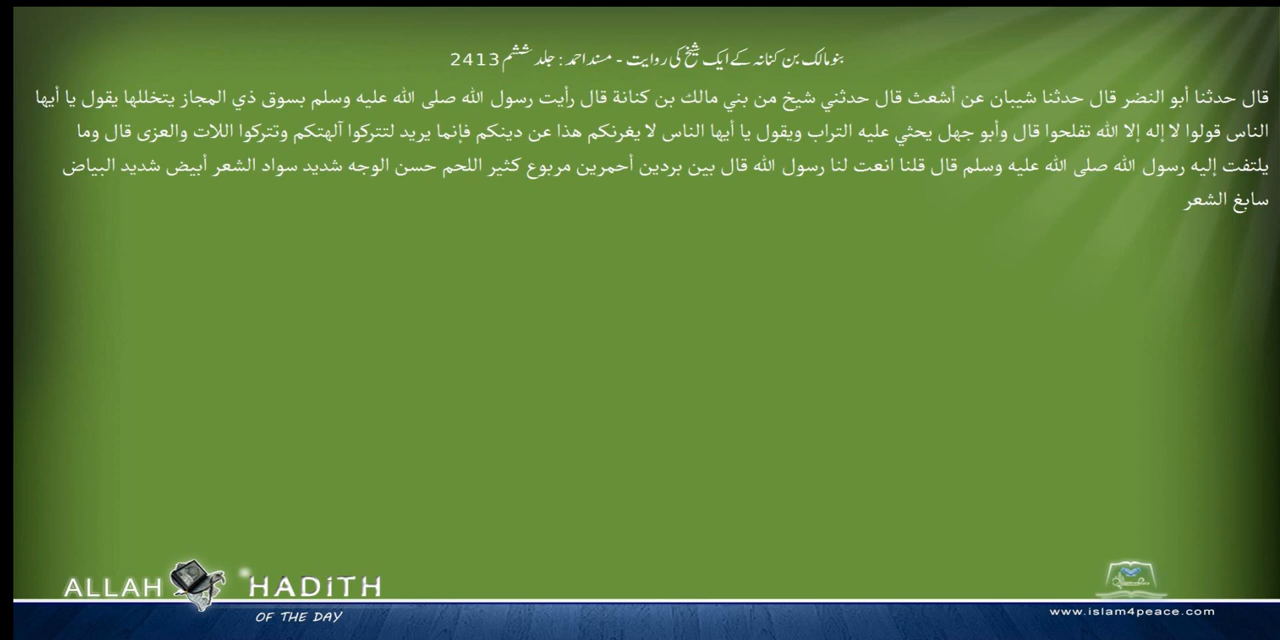 بنو مالک بن کنانہ کے ایک شیخ کی روایت - مسند احمد : جلد ششم 2413
قال حدثنا أبو النضر قال حدثنا شيبان عن أشعث قال حدثني شيخ من بني مالك بن كنانة قال رأيت رسول الله صلى الله عليه وسلم بسوق ذي المجاز يتخللها يقول يا أيها
الناس قولوا لا إله إلا الله تفلحوا قال وأبو جهل يحثي عليه التراب ويقول يا أيها الناس لا يغرنكم هذا عن دينكم فإنما يريد لتتركوا آلهتكم وتتركوا اللات والعزى قال وما
يلتفت إليه رسول الله صلى الله عليه وسلم قال قلنا انعت لنا رسول الله قال بين بردين أحمرين مربوع كثير اللحم حسن الوجه شديد سواد الشعر أبيض شديد البياض
سابغ الشعر
ALLAH HADITH
OF THE DAY
www.islam4peace.com